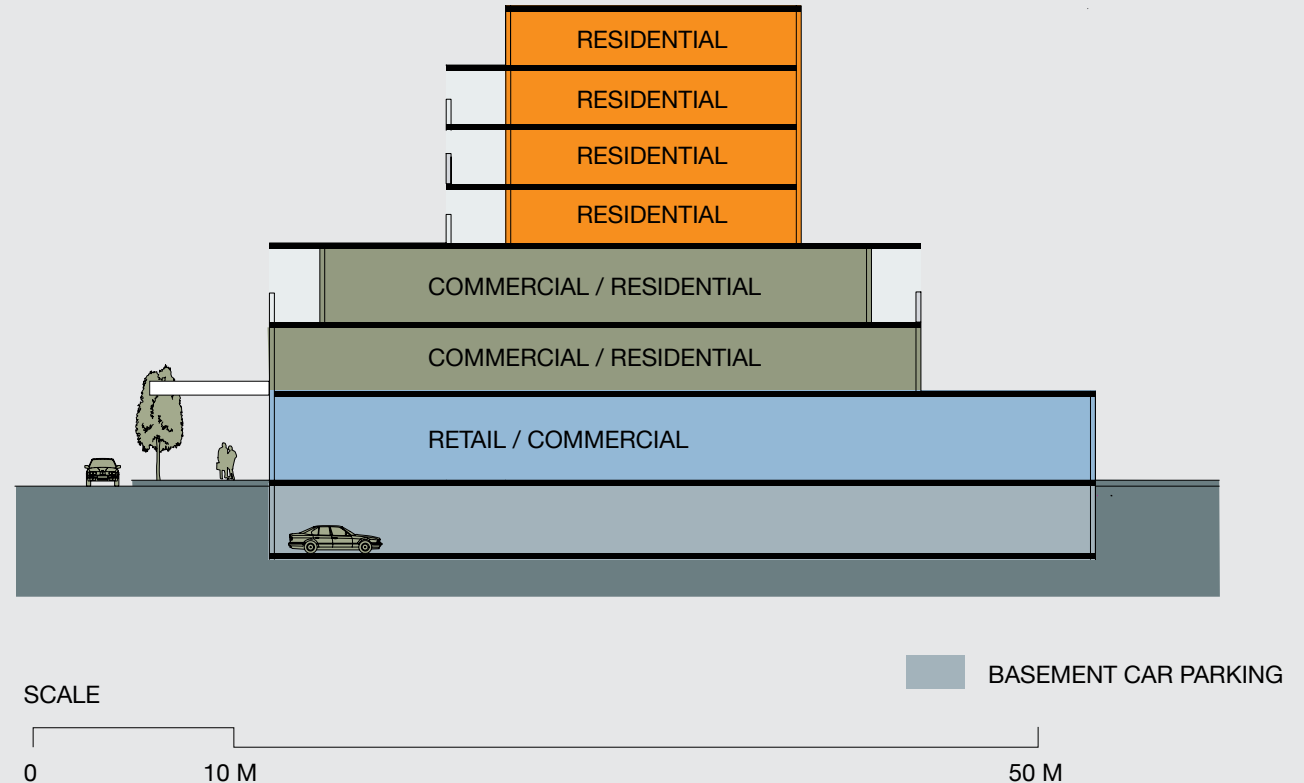 RESIDENTIAL
RESIDENTIAL
RESIDENTIAL
RESIDENTIAL
COMMERCIAL / RESIDENTIAL
COMMERCIAL / RESIDENTIAL
RETAIL / COMMERCIAL
BASEMENT CAR PARKING
SCALE
0 10 M 50 M